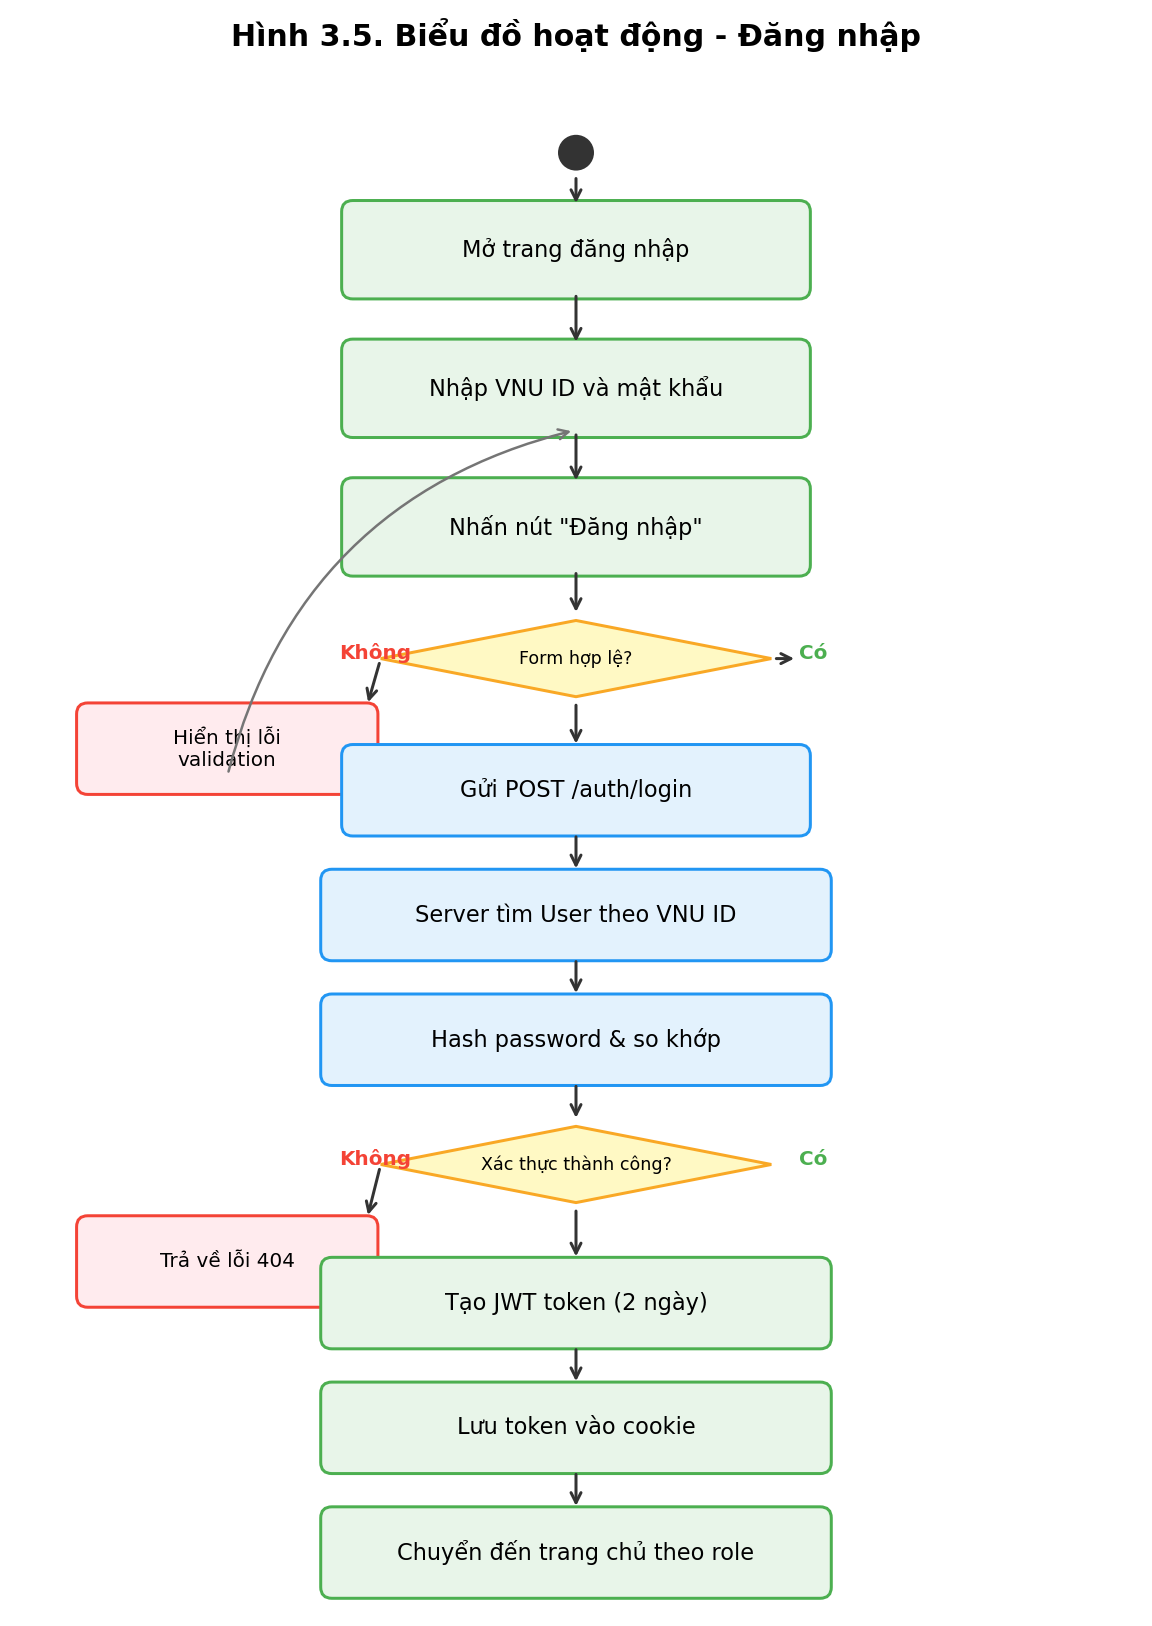 Hình 3.5. Biểu đồ hoạt động - Đăng nhập
Mở trang đăng nhập
Nhập VNU ID và mật khẩu
Nhấn nút "Đăng nhập"
Không
Form hợp lệ?
Có
Hiển thị lỗi
validation
Gửi POST /auth/login
Server tìm User theo VNU ID
Hash password & so khớp
Không
Xác thực thành công?
Có
Trả về lỗi 404
Tạo JWT token (2 ngày)
Lưu token vào cookie
Chuyển đến trang chủ theo role